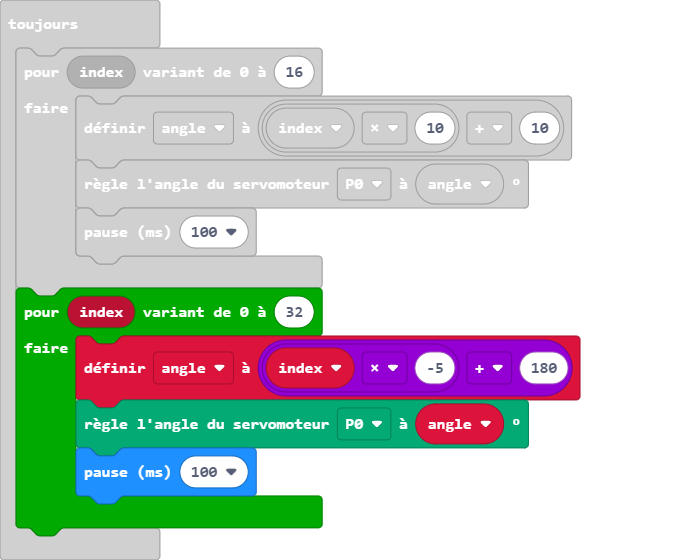 toujours
pour index variant de 0 à 16
faire
définir angle à index × 10 + 10
règle l'angle du servomoteur P0 à angle °
pause (ms) 100
pour index variant de 0 à 32
faire
définir angle à index × -5 + 180
règle l'angle du servomoteur P0 à angle °
pause (ms) 100